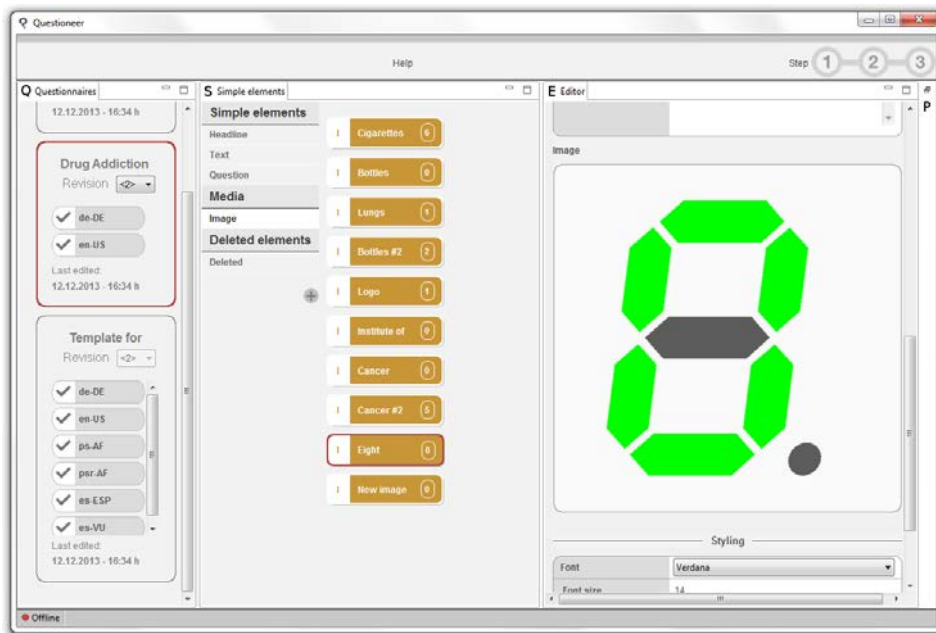 Questioneer
Help
Step 1 2 3
Q Questionnaires
12.12.2013 - 16:34 h
Drug Addiction
Revision <2>
de-DE
en-US
Last edited:
12.12.2013 - 16:34 h
Template for
Revision <2>
de-DE
en-US
ps-AF
psr-AF
es-ESP
es-VU
Last edited:
12.12.2013 - 16:34 h
S Simple elements
Simple elements
Headline
Text
Question
Media
Image
Deleted elements
Deleted
I Cigarettes 6
I Bottles 0
I Lungs 1
I Bottles #2 2
I Logo 1
I Institute of 0
I Cancer 0
I Cancer #2 5
I Eight 0
I New image 0
E Editor
Image
Styling
Font Verdana
Font size 14
P
Offline